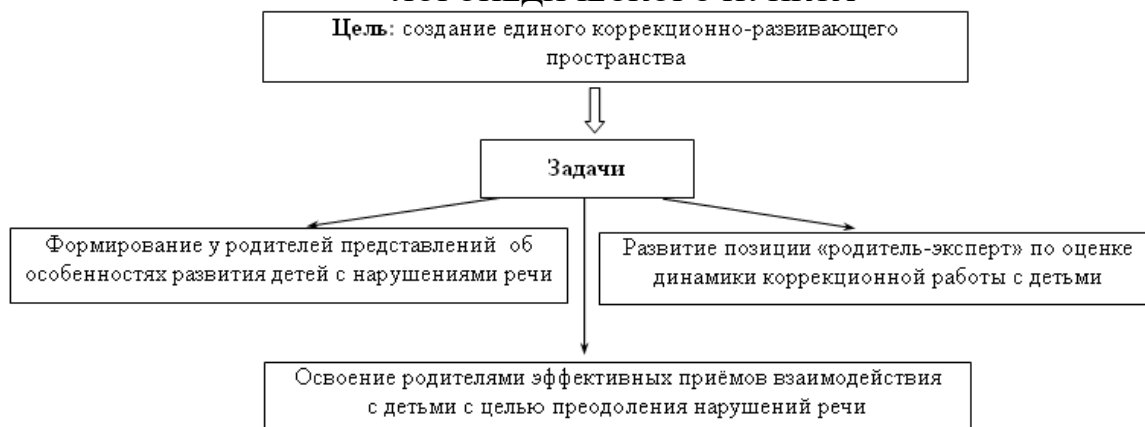 Цель: создание единого коррекционно-развивающего
пространства
Задачи
Формирование у родителей представлений об
особенностях развития детей с нарушениями речи
Развитие позиции «родитель-эксперт» по оценке
динамики коррекционной работы с детьми
Освоение родителями эффективных приёмов взаимодействия
с детьми с целью преодоления нарушений речи